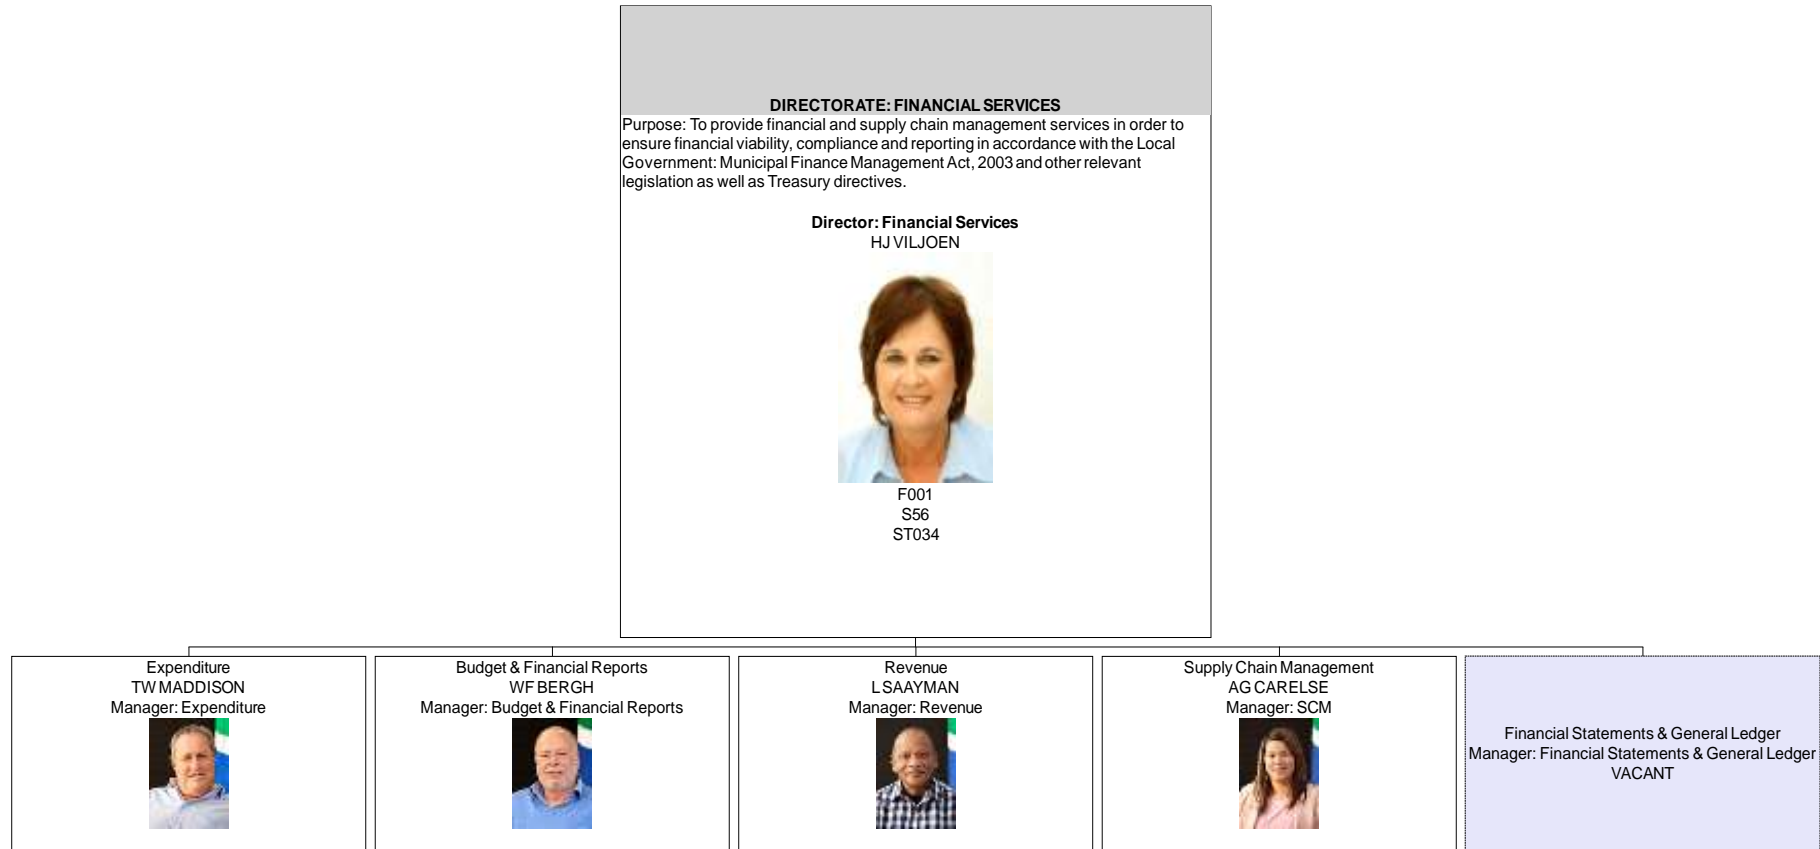 DIRECTORATE: FINANCIAL SERVICES
Purpose: To provide financial and supply chain management services in order to
ensure financial viability, compliance and reporting in accordance with the Local
Government: Municipal Finance Management Act, 2003 and other relevant
legislation as well as Treasury directives.
Director: Financial Services
HJ VILJOEN
F001
S56
ST034
Expenditure
TW MADDISON
Manager: Expenditure
Budget & Financial Reports
WF BERGH
Manager: Budget & Financial Reports
Revenue
L SAAYMAN
Manager: Revenue
Supply Chain Management
AG CARELSE
Manager: SCM
Financial Statements & General Ledger
Manager: Financial Statements & General Ledger
VACANT